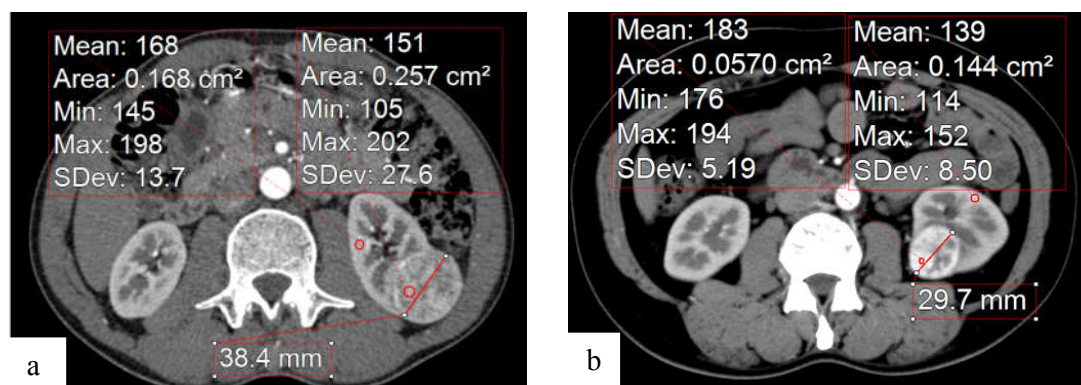 Mean: 168
Area: 0.168 cm²
Min: 145
Max: 198
SDev: 13.7
Mean: 151
Area: 0.257 cm²
Min: 105
Max: 202
SDev: 27.6
38.4 mm
a
Mean: 183
Area: 0.0570 cm²
Min: 176
Max: 194
SDev: 5.19
Mean: 139
Area: 0.144 cm²
Min: 114
Max: 152
SDev: 8.50
29.7 mm
b